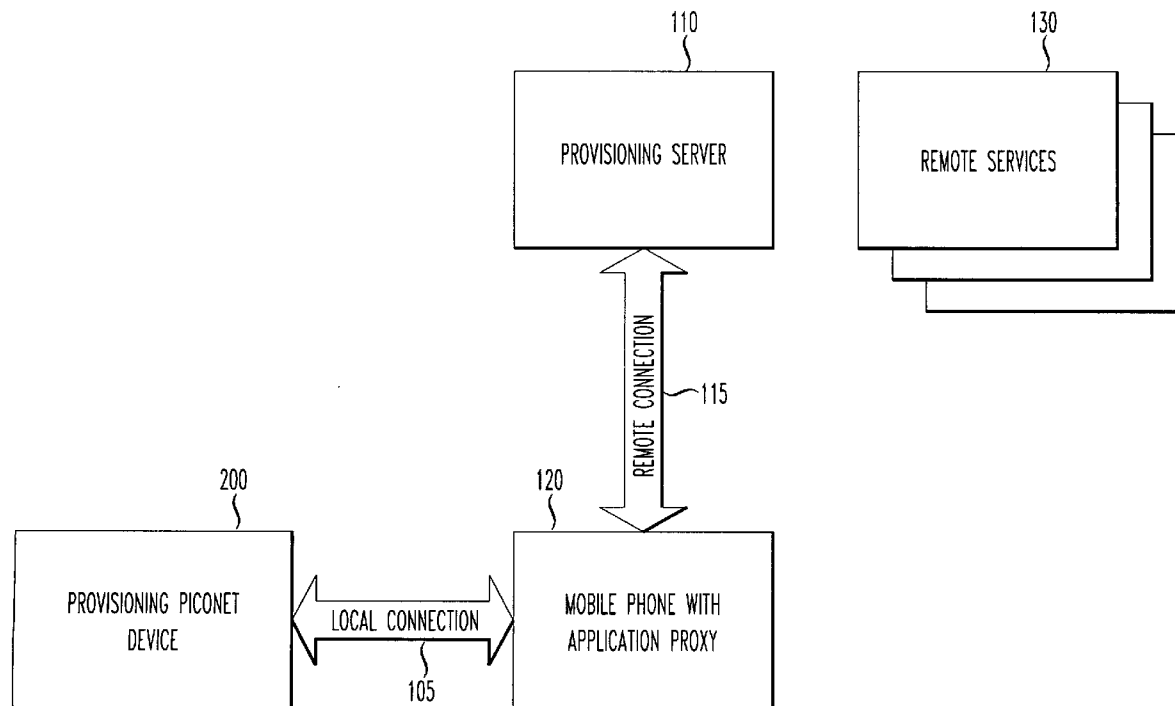 110
130
PROVISIONING SERVER
REMOTE SERVICES
REMOTE CONNECTION
115
200
120
PROVISIONING PICONET
DEVICE
LOCAL CONNECTION
105
MOBILE PHONE WITH
APPLICATION PROXY